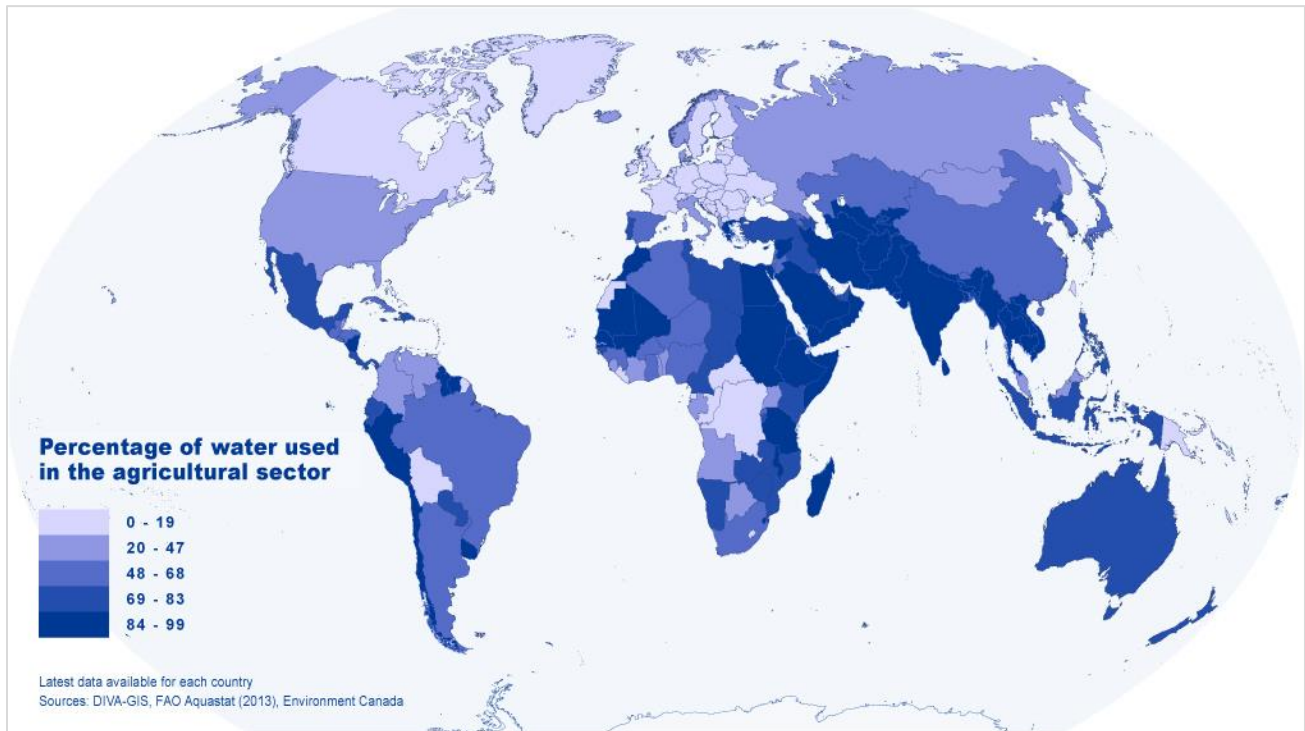 Percentage of water used
in the agricultural sector
0 - 19
20 - 47
48 - 68
69 - 83
84 - 99
Latest data available for each country
Sources: DIVA-GIS, FAO Aquastat (2013), Environment Canada